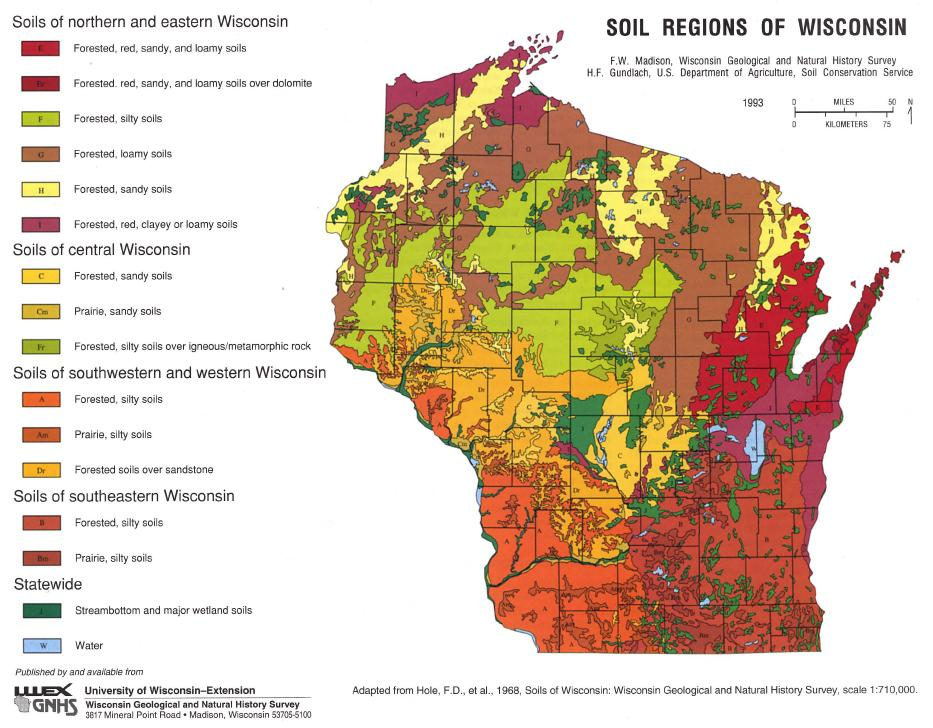 SOIL REGIONS OF WISCONSIN
F.W. Madison, Wisconsin Geological and Natural History Survey
H.F. Gundlach, U.S. Department of Agriculture, Soil Conservation Service
1993
0 MILES 50 N
0 KILOMETERS 75
Soils of northern and eastern Wisconsin
E Forested, red, sandy, and loamy soils
Er Forested. red, sandy, and loamy soils over dolomite
F Forested, silty soils
G Forested, loamy soils
H Forested, sandy soils
I Forested, red, clayey or loamy soils
Soils of central Wisconsin
C Forested, sandy soils
Cm Prairie, sandy soils
Fr Forested, silty soils over igneous/metamorphic rock
Soils of southwestern and western Wisconsin
A Forested, silty soils
Am Prairie, silty soils
Dr Forested soils over sandstone
Soils of southeastern Wisconsin
B Forested, silty soils
Bm Prairie, silty soils
Statewide
J Streambottom and major wetland soils
W Water
Published by and available from
UWEX
GNHS
University of Wisconsin–Extension
Wisconsin Geological and Natural History Survey
3817 Mineral Point Road • Madison, Wisconsin 53705-5100
Adapted from Hole, F.D., et al., 1968, Soils of Wisconsin: Wisconsin Geological and Natural History Survey, scale 1:710,000.